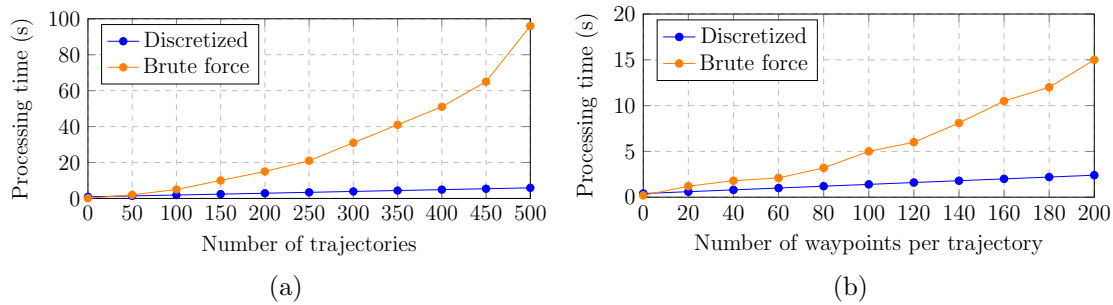 Processing time (s)
100
80
60
40
20
0
Discretized
Brute force
0 50 100 150 200 250 300 350 400 450 500
Number of trajectories
(a)
Processing time (s)
20
15
10
5
0
Discretized
Brute force
0 20 40 60 80 100 120 140 160 180 200
Number of waypoints per trajectory
(b)